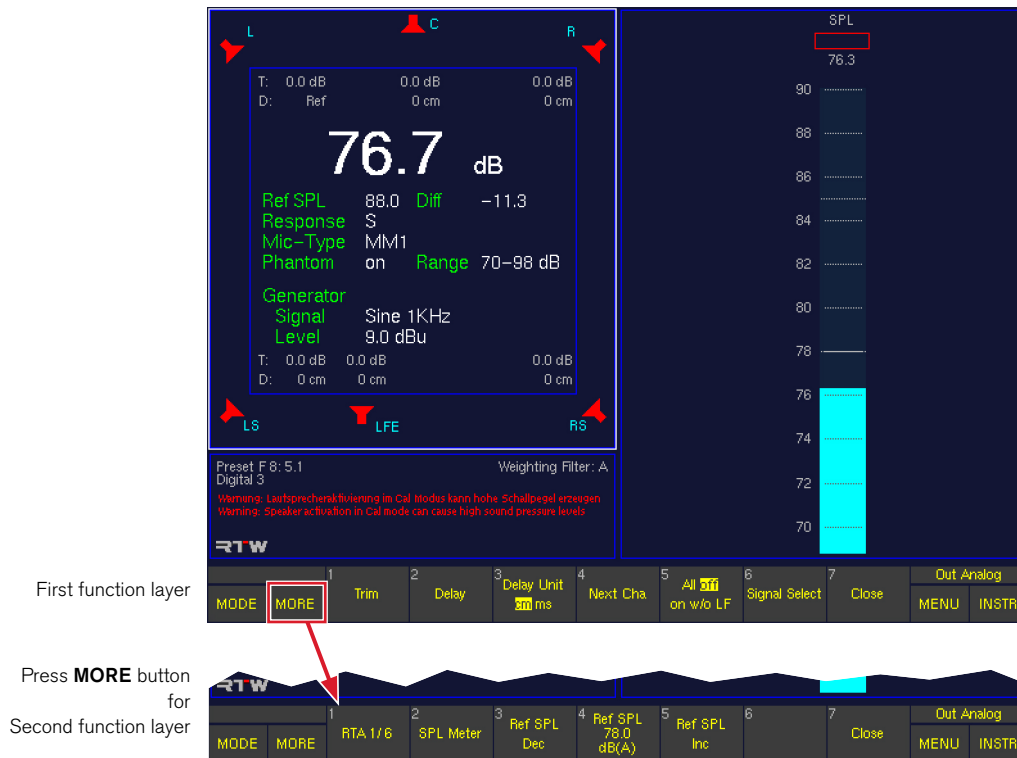 L
C
R
T: 0.0 dB 0.0 dB 0.0 dB
D: Ref 0 cm 0 cm
76.7 dB
Ref SPL 88.0 Diff -11.3
Response S
Mic-Type MM1
Phantom on Range 70-98 dB
Generator
Signal Sine 1KHz
Level 9.0 dBu
T: 0.0 dB 0.0 dB 0.0 dB
D: 0 cm 0 cm 0 cm
LS
LFE
RS
Preset F 8: 5.1 Weighting Filter: A
Digital 3
Warnung: Lautsprecheraktivierung im Cal Modus kann hohe Schallpegel erzeugen
Warning: Speaker activation in Cal mode can cause high sound pressure levels
RTW
SPL
76.3
90
88
86
84
82
80
78
76
74
72
70
First function layer
MODE
MORE
1 Trim
2 Delay
3 Delay Unit
cm ms
4 Next Cha
5 All off
on w/o LF
6 Signal Select
7 Close
Out Analog
MENU
INSTR
Press MORE button
for
Second function layer
RTW
MODE
MORE
1 RTA 1/6
2 SPL Meter
3 Ref SPL
Dec
4 Ref SPL
78.0
dB(A)
5 Ref SPL
Inc
6
7 Close
Out Analog
MENU
INSTR